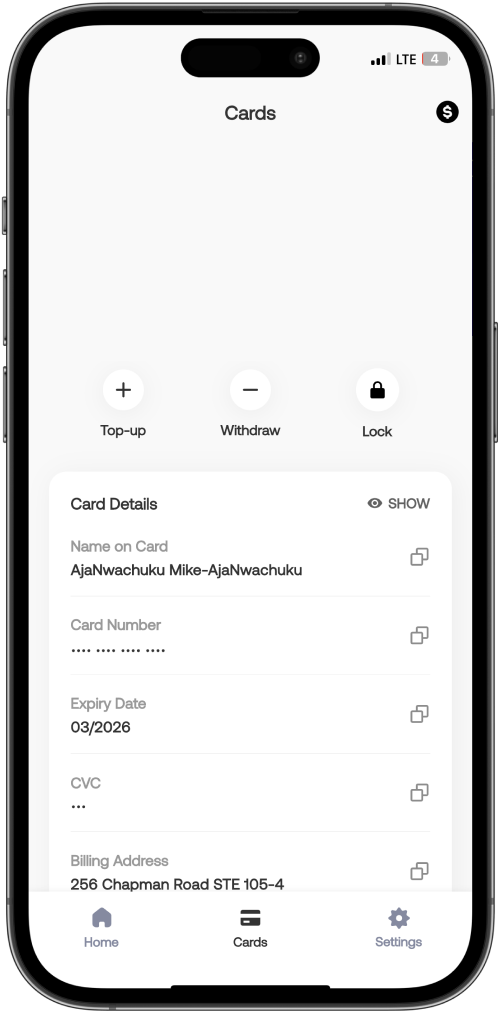 LTE 4
Cards
$
Top-up Withdraw Lock
Card Details SHOW
Name on Card
AjaNwachuku Mike-AjaNwachuku
Card Number
•••• •••• •••• ••••
Expiry Date
03/2026
CVC
•••
Billing Address
256 Chapman Road STE 105-4
Home Cards Settings